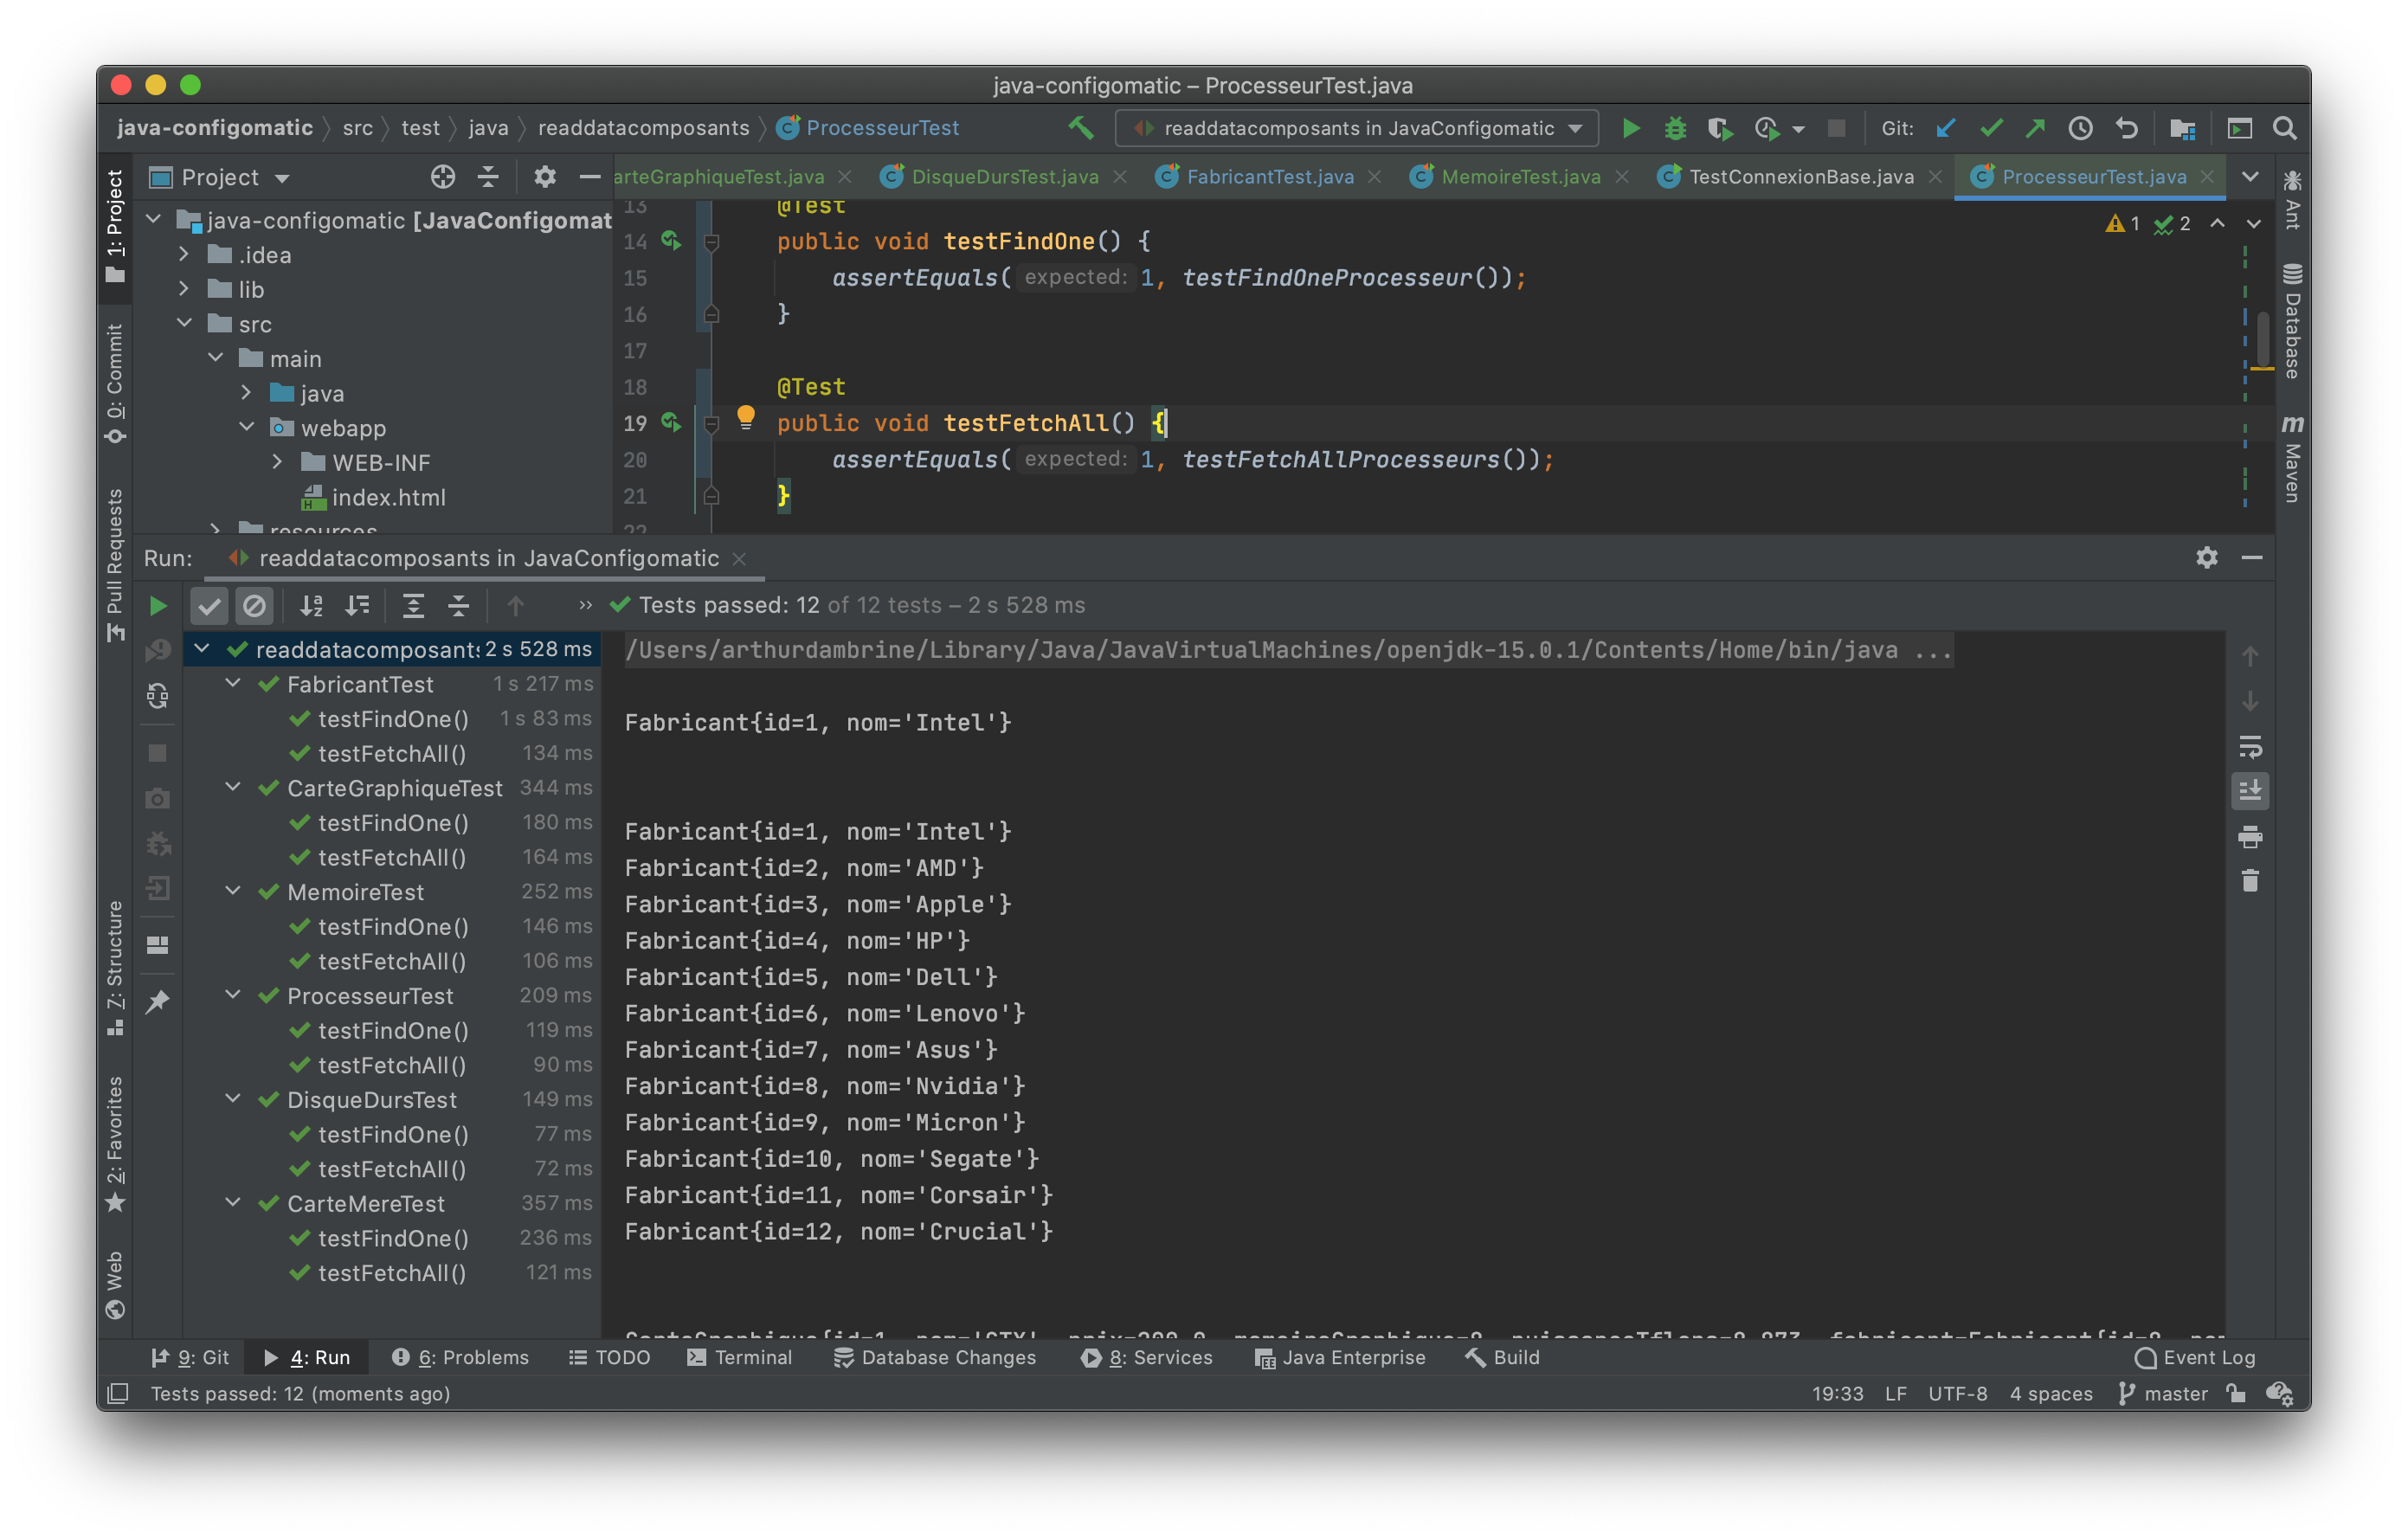 java-configomatic – ProcesseurTest.java
java-configomatic src test java readdatacomposants ProcesseurTest readdatacomposants in JavaConfigomatic Git:
Project arteGraphiqueTest.java DisqueDursTest.java FabricantTest.java MemoireTest.java TestConnexionBase.java ProcesseurTest.java
java-configomatic [JavaConfigomat
.idea
lib
src
main
java
webapp
WEB-INF
index.html
resources
13 @Test
14 public void testFindOne() {
15 assertEquals( expected: 1, testFindOneProcesseur());
16 }
17
18 @Test
19 public void testFetchAll() {
20 assertEquals( expected: 1, testFetchAllProcesseurs());
21 }
22
1 2
1: Project
0: Commit
Pull Requests
7: Structure
2: Favorites
Web
Ant
Database
m Maven
Run: readdatacomposants in JavaConfigomatic
Tests passed: 12 of 12 tests – 2 s 528 ms
readdatacomposants 2 s 528 ms
FabricantTest 1 s 217 ms
testFindOne() 1 s 83 ms
testFetchAll() 134 ms
CarteGraphiqueTest 344 ms
testFindOne() 180 ms
testFetchAll() 164 ms
MemoireTest 252 ms
testFindOne() 146 ms
testFetchAll() 106 ms
ProcesseurTest 209 ms
testFindOne() 119 ms
testFetchAll() 90 ms
DisqueDursTest 149 ms
testFindOne() 77 ms
testFetchAll() 72 ms
CarteMereTest 357 ms
testFindOne() 236 ms
testFetchAll() 121 ms
/Users/arthurdambrine/Library/Java/JavaVirtualMachines/openjdk-15.0.1/Contents/Home/bin/java ...
Fabricant{id=1, nom='Intel'}
Fabricant{id=1, nom='Intel'}
Fabricant{id=2, nom='AMD'}
Fabricant{id=3, nom='Apple'}
Fabricant{id=4, nom='HP'}
Fabricant{id=5, nom='Dell'}
Fabricant{id=6, nom='Lenovo'}
Fabricant{id=7, nom='Asus'}
Fabricant{id=8, nom='Nvidia'}
Fabricant{id=9, nom='Micron'}
Fabricant{id=10, nom='Segate'}
Fabricant{id=11, nom='Corsair'}
Fabricant{id=12, nom='Crucial'}
9: Git 4: Run 6: Problems TODO Terminal Database Changes 8: Services Java Enterprise Build Event Log
Tests passed: 12 (moments ago) 19:33 LF UTF-8 4 spaces master